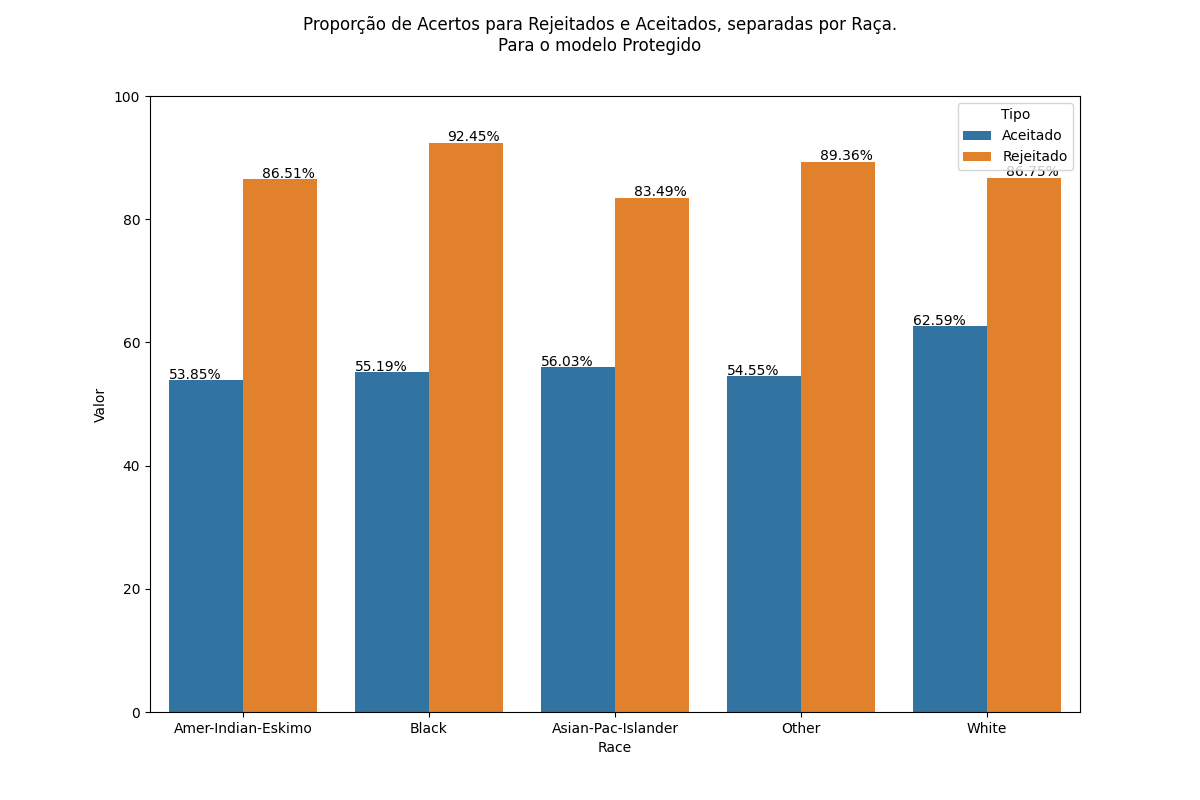 Proporção de Acertos para Rejeitados e Aceitados, separadas por Raça.
Para o modelo Protegido
100
80
60
40
20
0
Valor
Tipo
Aceitado
Rejeitado
53.85%
86.51%
55.19%
92.45%
56.03%
83.49%
54.55%
89.36%
62.59%
86.75%
Amer-Indian-Eskimo
Black
Asian-Pac-Islander
Other
White
Race